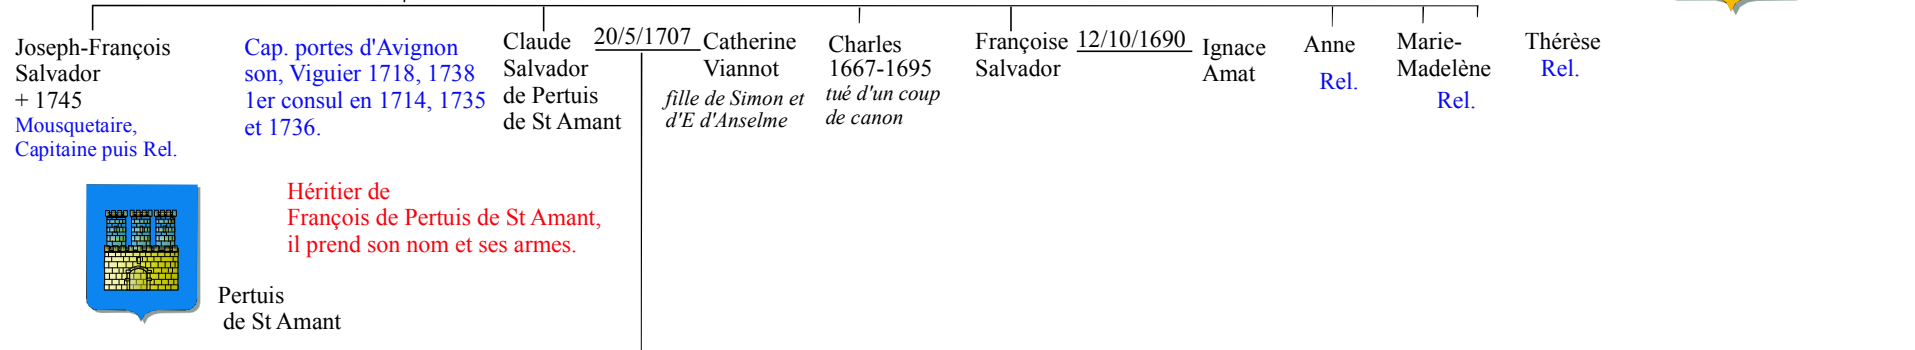 Joseph-François
Salvador
+ 1745
Mousquetaire,
Capitaine puis Rel.
Cap. portes d'Avignon
son, Viguier 1718, 1738
1er consul en 1714, 1735
et 1736.
Claude
Salvador
de Pertuis
de St Amant
20/5/1707
Catherine
Viannot
fille de Simon et
d'E d'Anselme
Charles
1667-1695
tué d'un coup
de canon
Françoise
Salvador
12/10/1690
Ignace
Amat
Anne
Rel.
Marie-
Madelène
Rel.
Thérèse
Rel.
Héritier de
François de Pertuis de St Amant,
il prend son nom et ses armes.
Pertuis
de St Amant